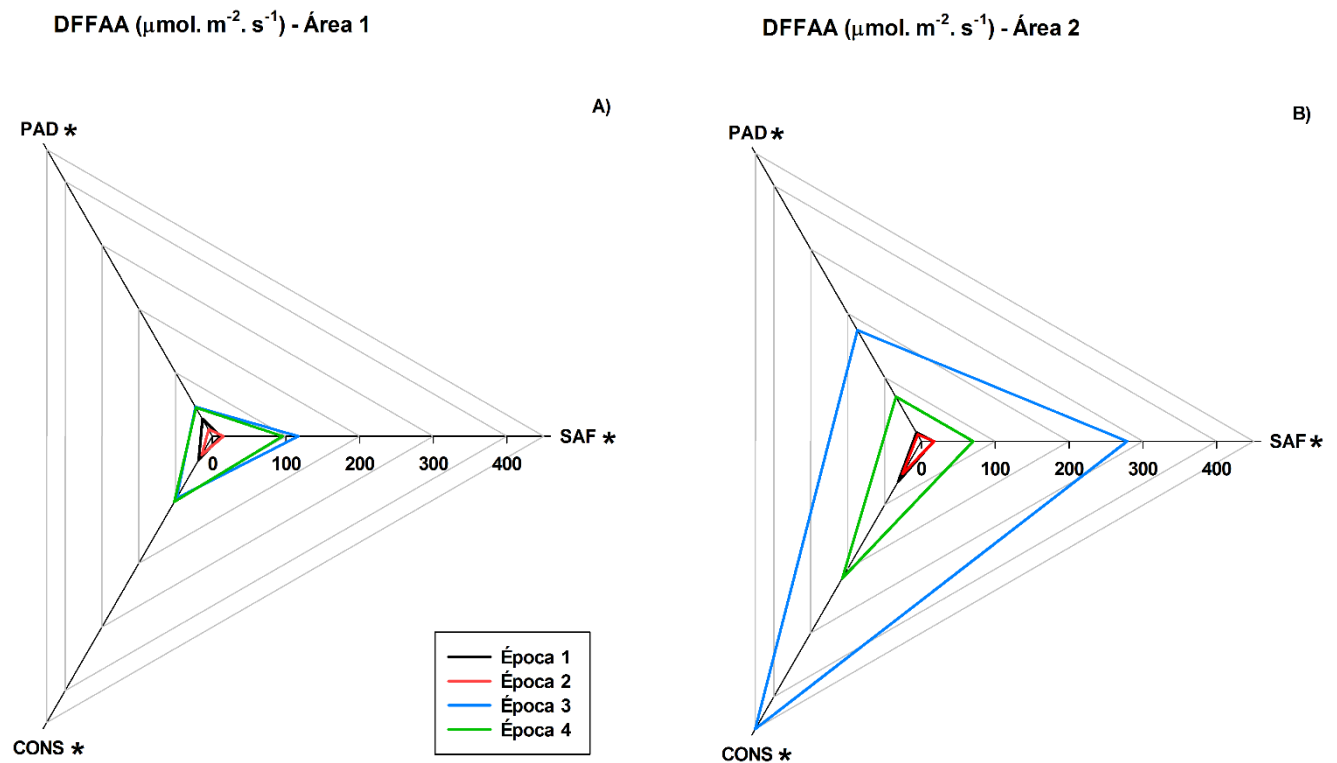 DFFAA (μmol. m⁻². s⁻¹) - Área 1
A)
PAD *
SAF *
0 100 200 300 400
CONS *
Época 1
Época 2
Época 3
Época 4
DFFAA (μmol. m⁻². s⁻¹) - Área 2
B)
PAD *
SAF *
0 100 200 300 400
CONS *